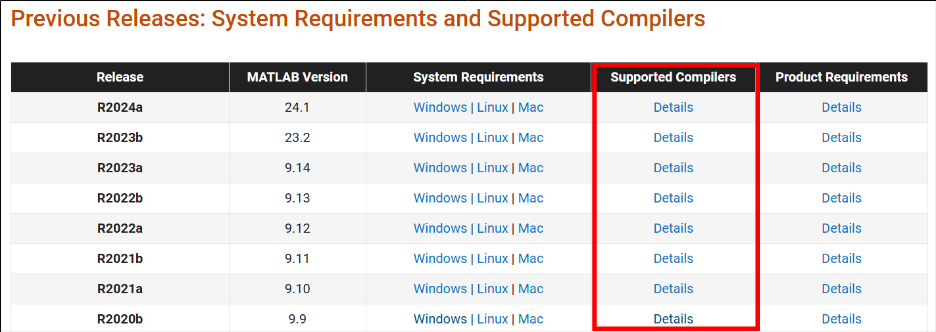 Previous Releases: System Requirements and Supported Compilers
Release MATLAB Version System Requirements Supported Compilers Product Requirements
R2024a 24.1 Windows | Linux | Mac Details Details
R2023b 23.2 Windows | Linux | Mac Details Details
R2023a 9.14 Windows | Linux | Mac Details Details
R2022b 9.13 Windows | Linux | Mac Details Details
R2022a 9.12 Windows | Linux | Mac Details Details
R2021b 9.11 Windows | Linux | Mac Details Details
R2021a 9.10 Windows | Linux | Mac Details Details
R2020b 9.9 Windows | Linux | Mac Details Details